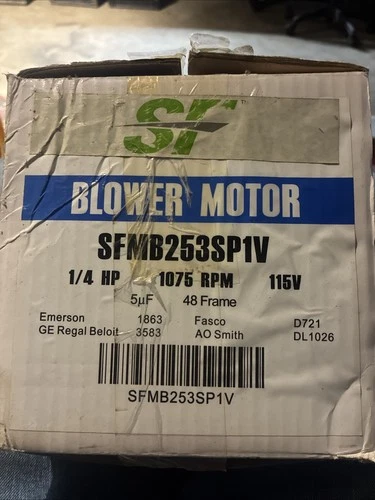 SF
BLOWER MOTOR
SFMB253SP1V
1/4 HP 1075 RPM 115V
5µF 48 Frame
Emerson 1863 Fasco D721
GE Regal Beloit 3583 AO Smith DL1026
SFMB253SP1V